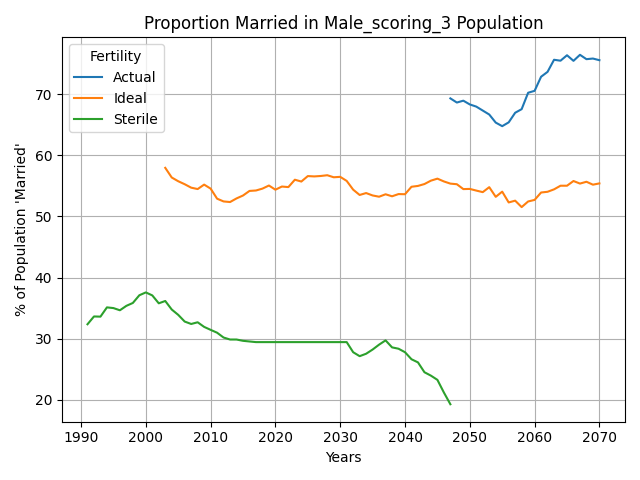 Proportion Married in Male_scoring_3 Population
Fertility
Actual
Ideal
Sterile
% of Population 'Married'
70
60
50
40
30
20
1990
2000
2010
2020
2030
2040
2050
2060
2070
Years